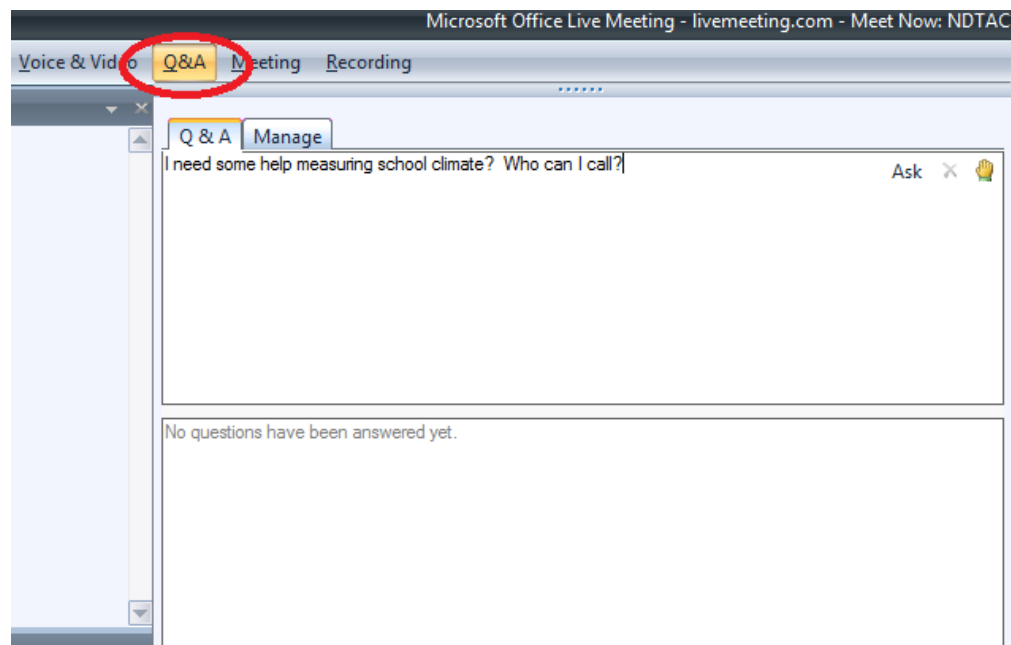 Microsoft Office Live Meeting - livemeeting.com - Meet Now: NDTAC
Voice & Video Q&A Meeting Recording
Q & A Manage
I need some help measuring school climate?  Who can I call?
Ask
No questions have been answered yet.